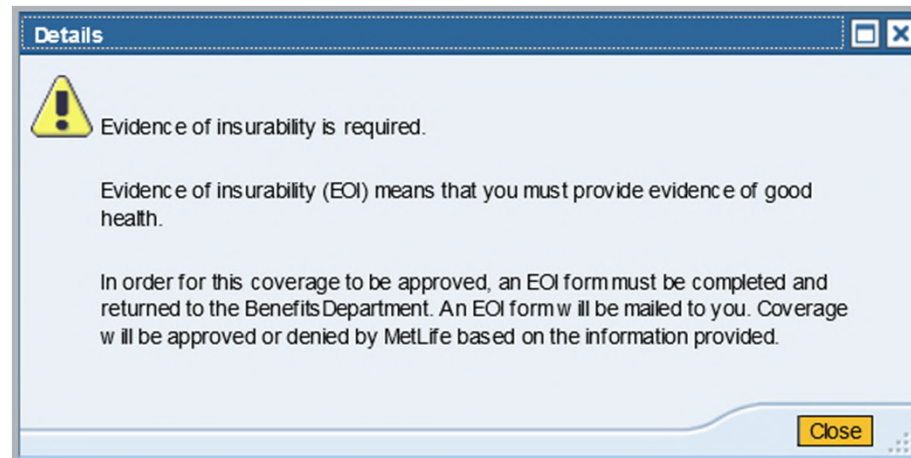 Details
Evidence of insurability is required.
Evidence of insurability (EOI) means that you must provide evidence of good
health.
In order for this coverage to be approved, an EOI form must be completed and
returned to the Benefits Department. An EOI form will be mailed to you. Coverage
will be approved or denied by MetLife based on the information provided.
Close